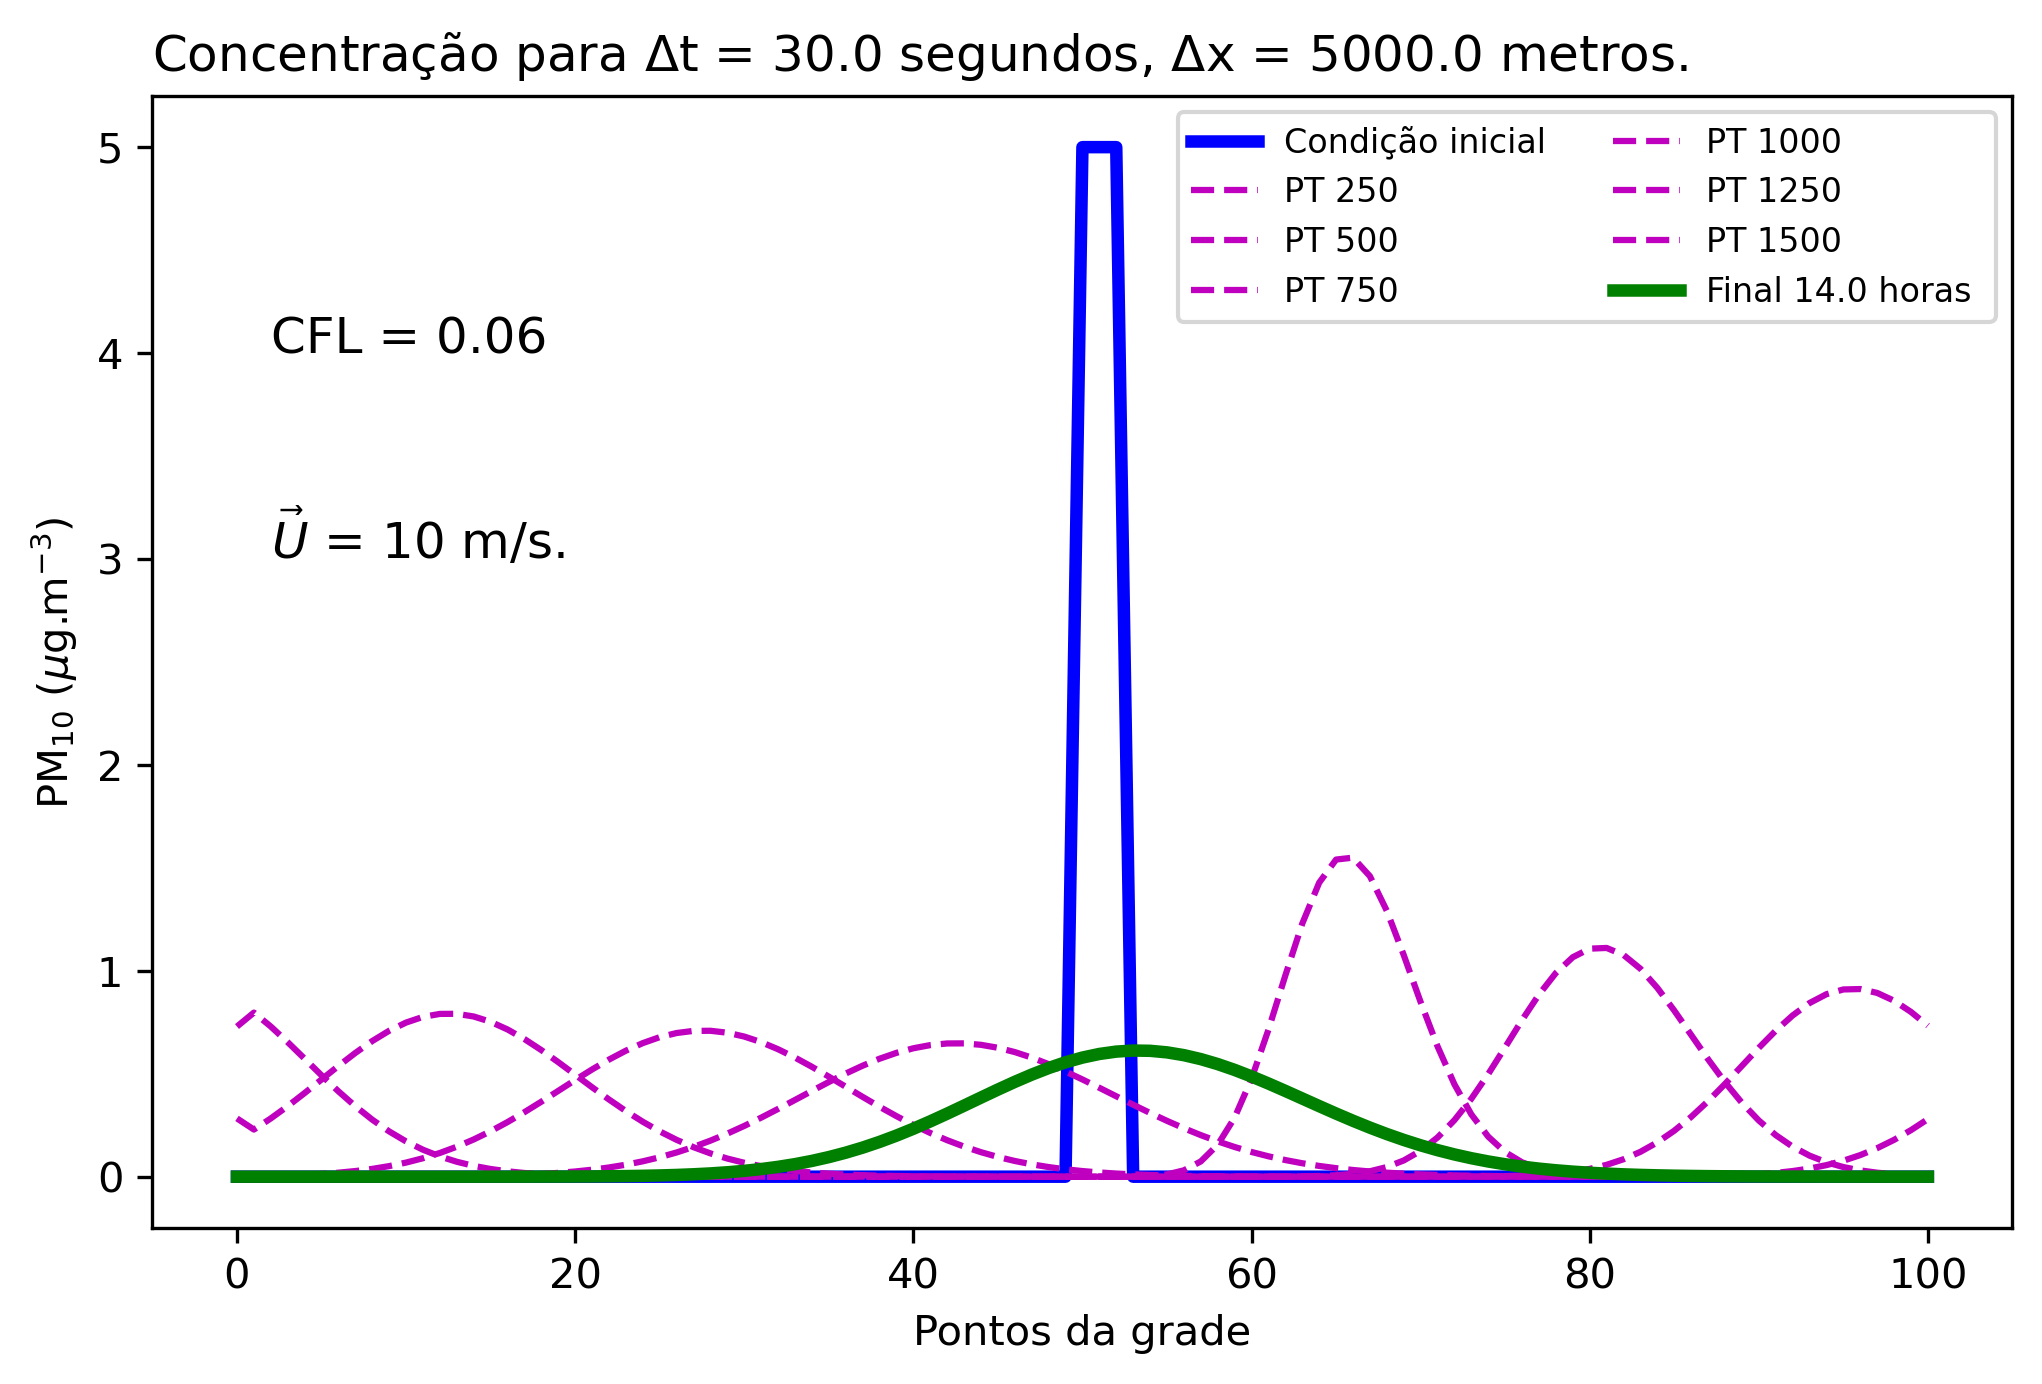 Concentração para Δt = 30.0 segundos, Δx = 5000.0 metros.
Condição inicial
PT 250
PT 500
PT 750
PT 1000
PT 1250
PT 1500
Final 14.0 horas
CFL = 0.06
$\vec{U}$ = 10 m/s.
PM₁₀ (μg.m⁻³)
5
4
3
2
1
0
0 20 40 60 80 100
Pontos da grade